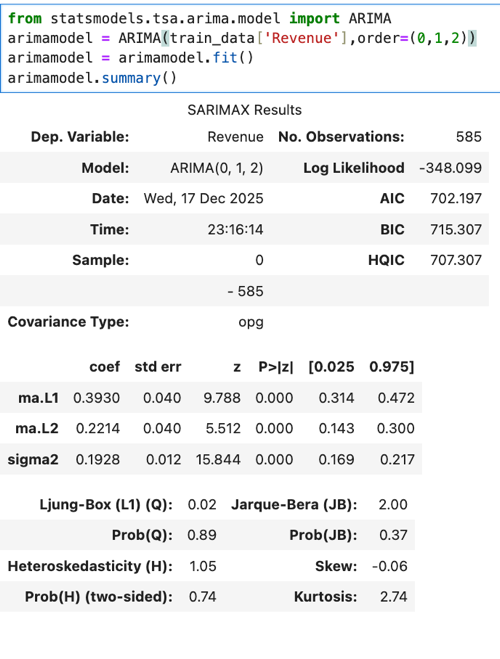 from statsmodels.tsa.arima.model import ARIMA
arimamodel = ARIMA(train_data['Revenue'],order=(0,1,2))
arimamodel = arimamodel.fit()
arimamodel.summary()
SARIMAX Results
Dep. Variable: Revenue No. Observations: 585
Model: ARIMA(0, 1, 2) Log Likelihood -348.099
Date: Wed, 17 Dec 2025 AIC 702.197
Time: 23:16:14 BIC 715.307
Sample: 0 HQIC 707.307
- 585
Covariance Type: opg
coef std err z P>|z| [0.025 0.975]
ma.L1 0.3930 0.040 9.788 0.000 0.314 0.472
ma.L2 0.2214 0.040 5.512 0.000 0.143 0.300
sigma2 0.1928 0.012 15.844 0.000 0.169 0.217
Ljung-Box (L1) (Q): 0.02 Jarque-Bera (JB): 2.00
Prob(Q): 0.89 Prob(JB): 0.37
Heteroskedasticity (H): 1.05 Skew: -0.06
Prob(H) (two-sided): 0.74 Kurtosis: 2.74